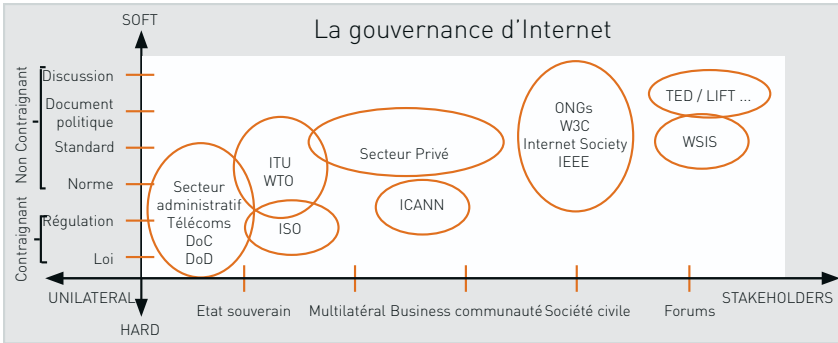 SOFT
La gouvernance d’Internet
Non Contraignant
Contraignant
Discussion
Document
politique
Standard
Norme
Régulation
Loi
Secteur
administratif
Télécoms
DoC
DoD
ITU
WTO
ISO
Secteur Privé
ICANN
ONGs
W3C
Internet Society
IEEE
TED / LIFT ...
WSIS
UNILATERAL
STAKEHOLDERS
Etat souverain
Multilatéral
Business communauté
Société civile
Forums
HARD